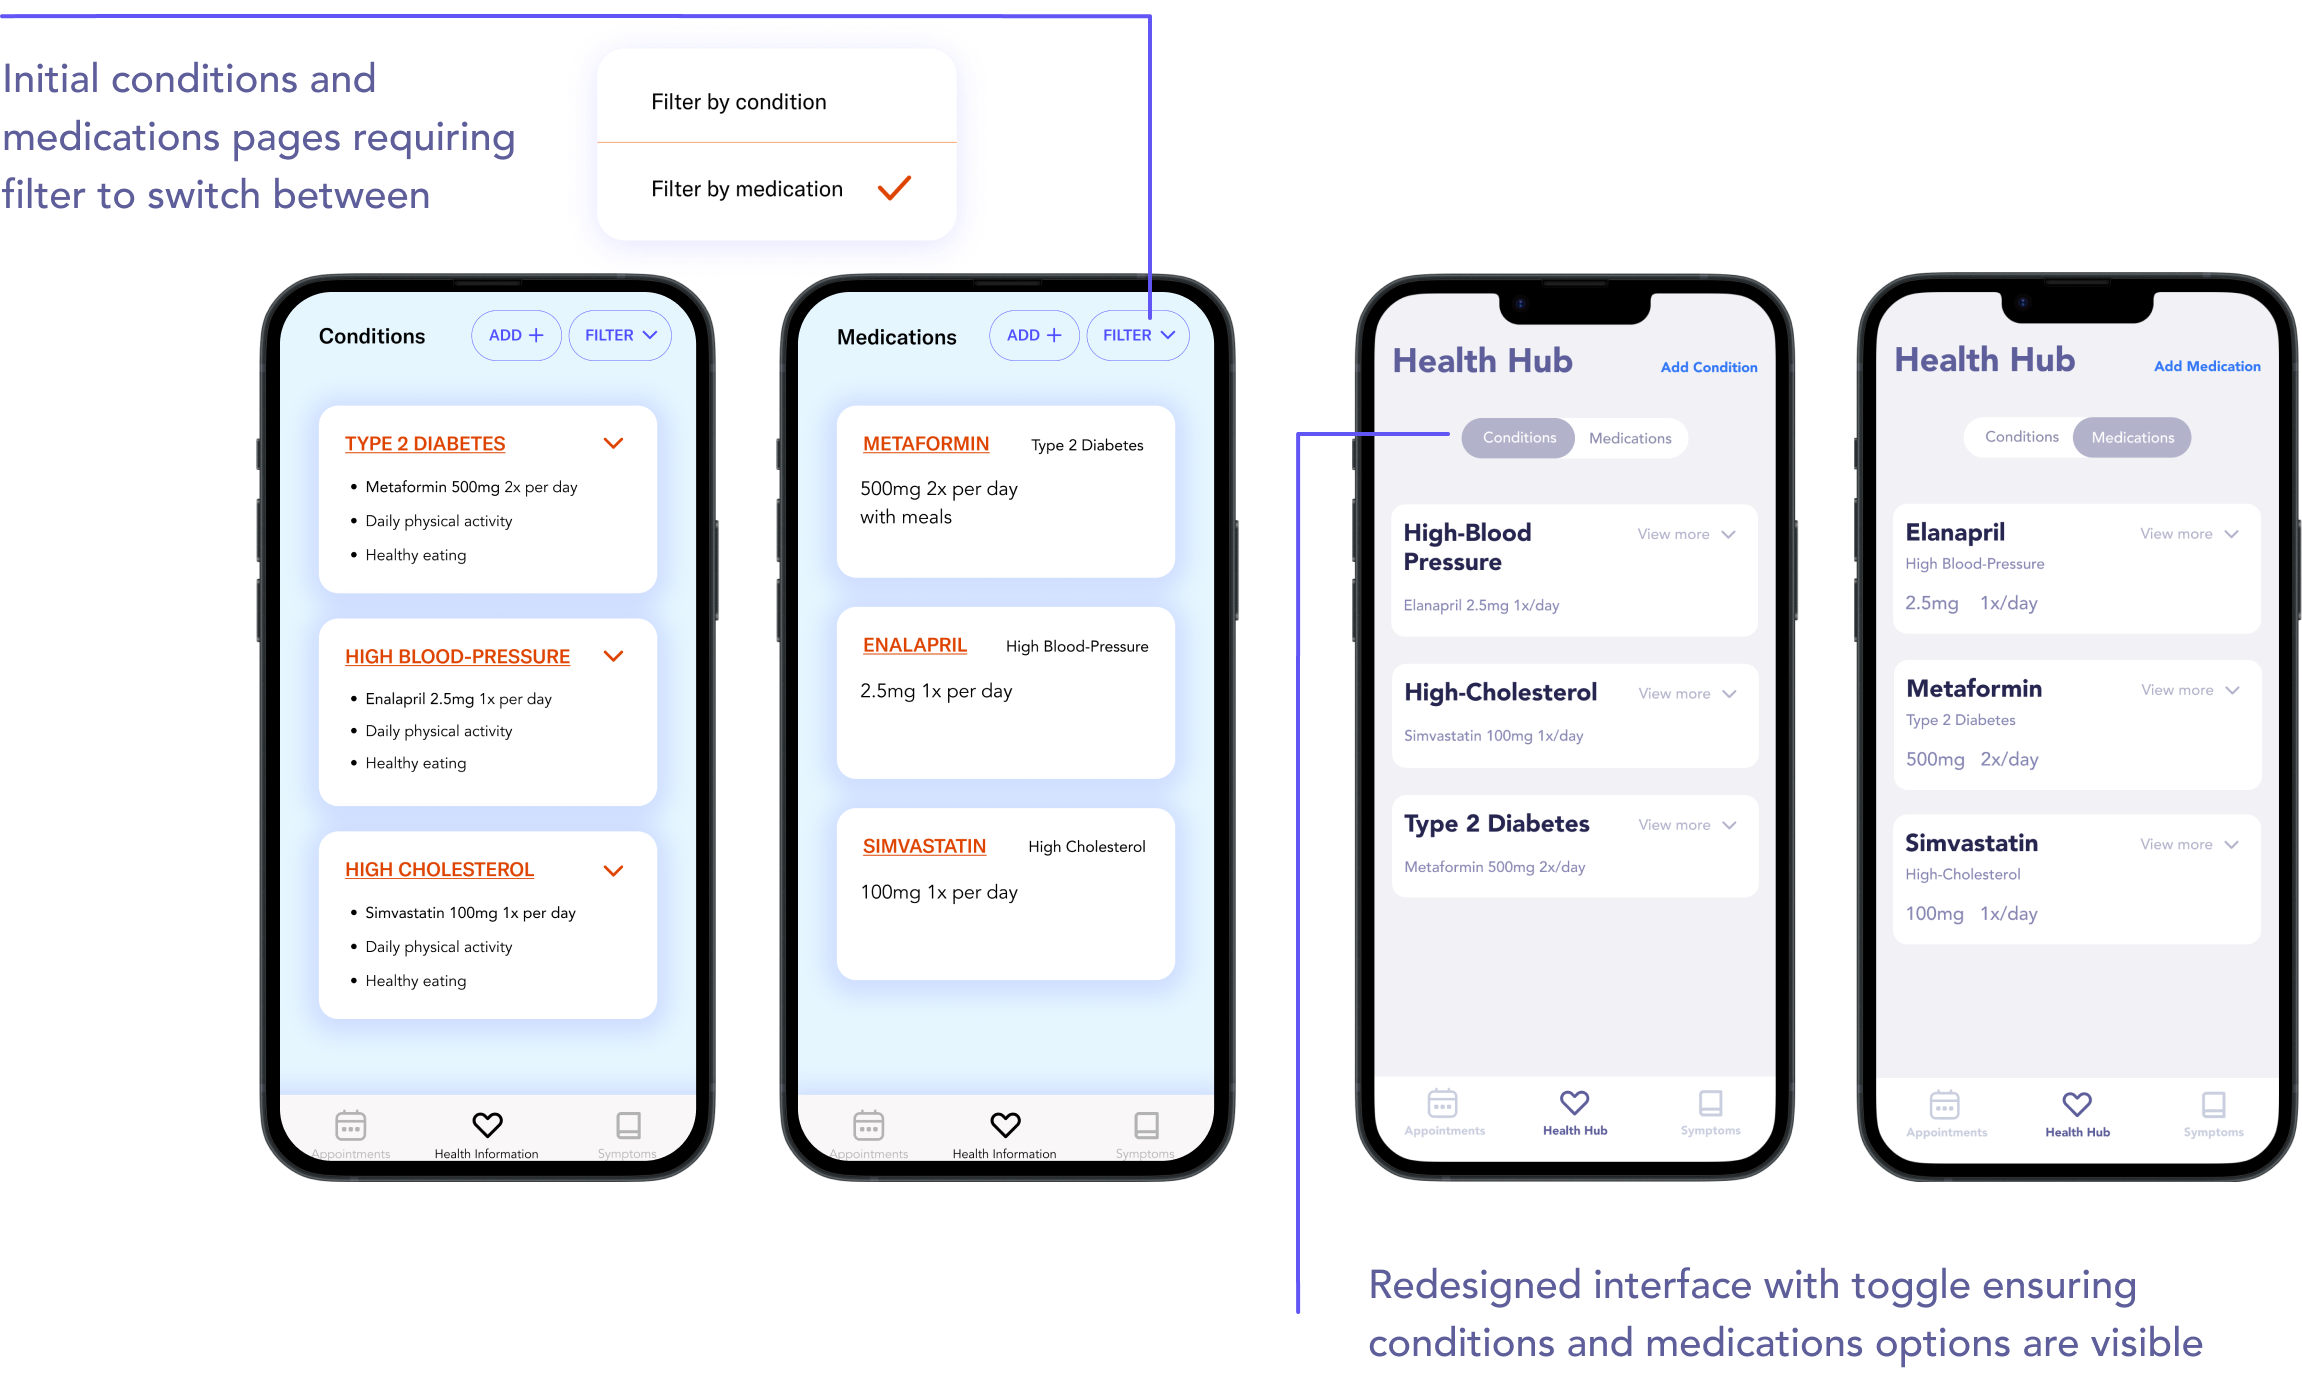 Initial conditions and
medications pages requiring
filter to switch between
Filter by condition
Filter by medication
Conditions
ADD
FILTER
TYPE 2 DIABETES
• Metaformin 500mg 2x per day
• Daily physical activity
• Healthy eating
HIGH BLOOD-PRESSURE
• Enalapril 2.5mg 1x per day
• Daily physical activity
• Healthy eating
HIGH CHOLESTEROL
• Simvastatin 100mg 1x per day
• Daily physical activity
• Healthy eating
Appointments
Health Information
Symptoms
Medications
ADD
FILTER
METAFORMIN
Type 2 Diabetes
500mg 2x per day
with meals
ENALAPRIL
High Blood-Pressure
2.5mg 1x per day
SIMVASTATIN
High Cholesterol
100mg 1x per day
Appointments
Health Information
Symptoms
Health Hub
Add Condition
Conditions
Medications
High-Blood
Pressure
View more
Elanapril 2.5mg 1x/day
High-Cholesterol
View more
Simvastatin 100mg 1x/day
Type 2 Diabetes
View more
Metaformin 500mg 2x/day
Appointments
Health Hub
Symptoms
Health Hub
Add Medication
Conditions
Medications
Elanapril
View more
High Blood-Pressure
2.5mg 1x/day
Metaformin
View more
Type 2 Diabetes
500mg 2x/day
Simvastatin
View more
High-Cholesterol
100mg 1x/day
Appointments
Health Hub
Symptoms
Redesigned interface with toggle ensuring
conditions and medications options are visible